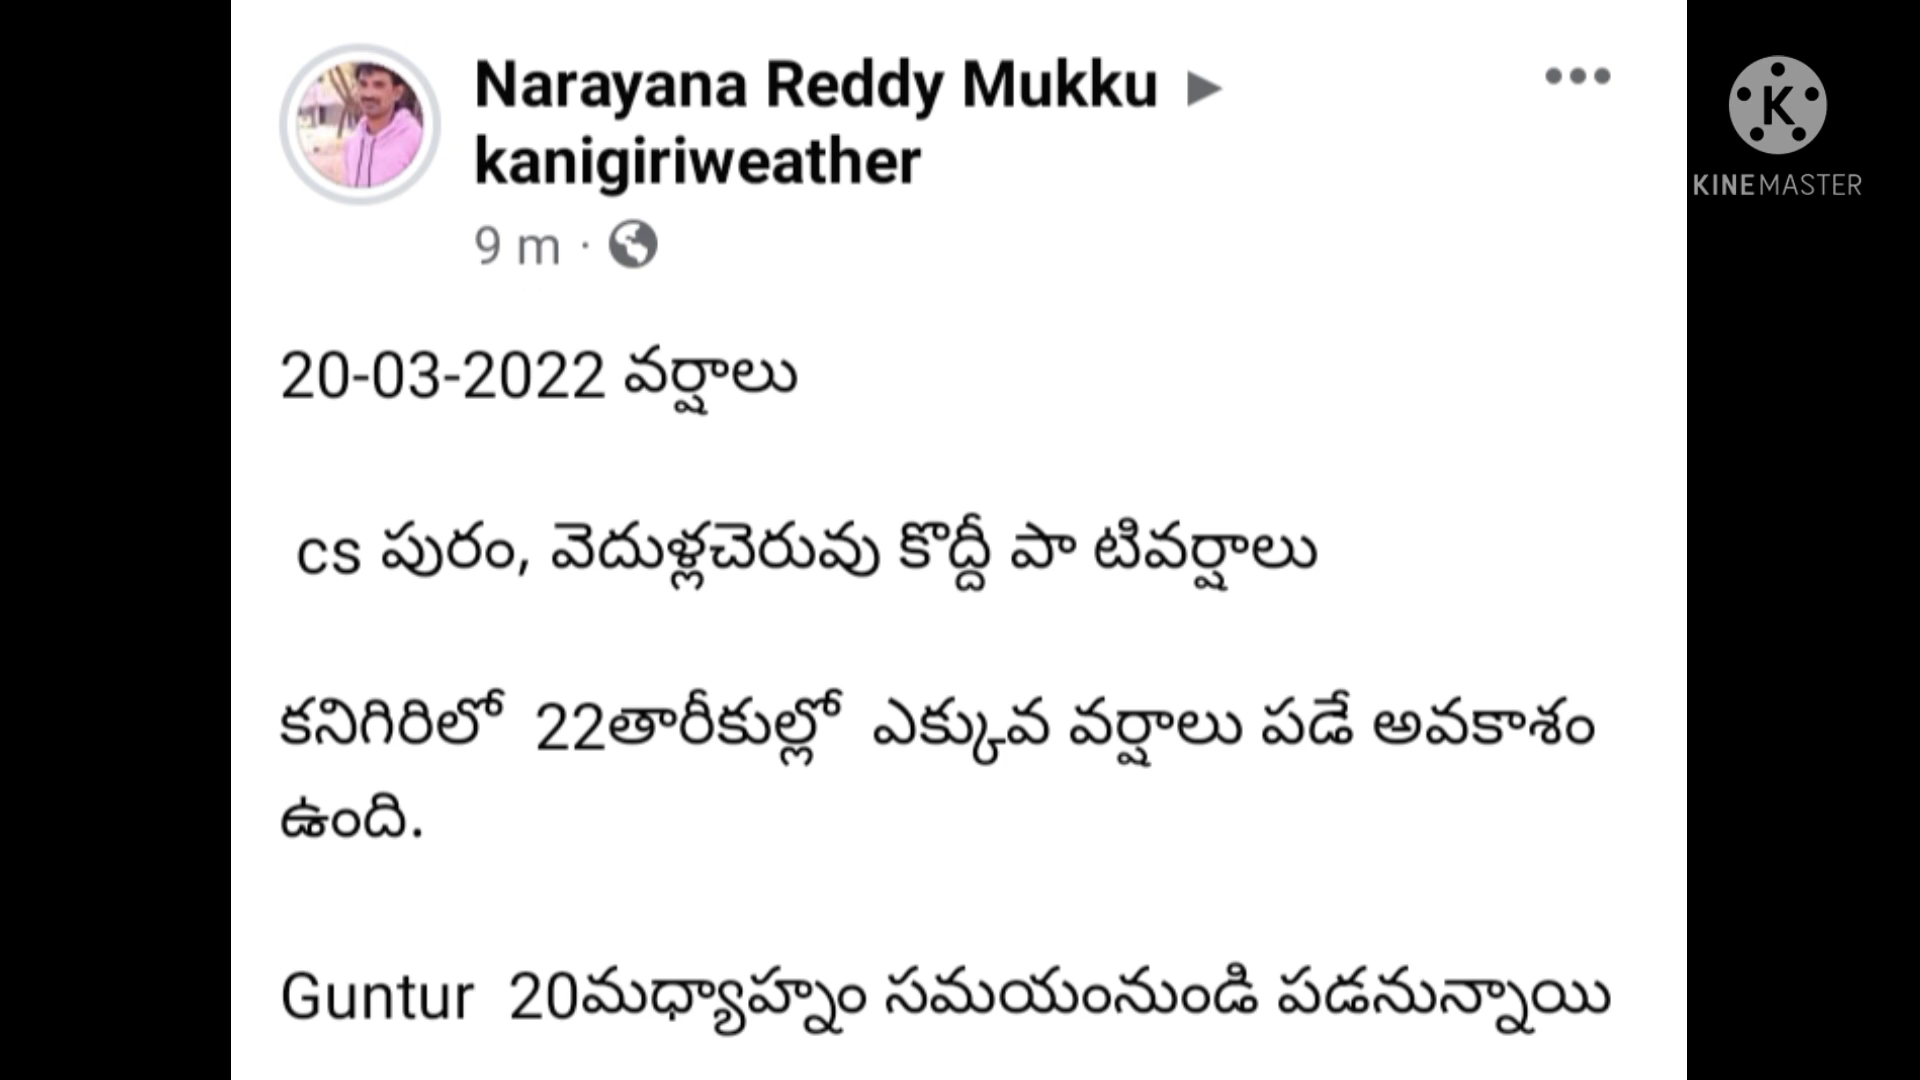 Narayana Reddy Mukku ▶
kanigiriweather
9 m ·
KINEMASTER
20-03-2022 వర్షాలు
cs పురం, వెదుళ్లచెరువు కొద్దీ పా టివర్షాలు
కనిగిరిలో 22తారీకుల్లో ఎక్కువ వర్షాలు పడే అవకాశం
ఉంది.
Guntur 20మధ్యాహ్నం సమయంనుండి పడనున్నాయి